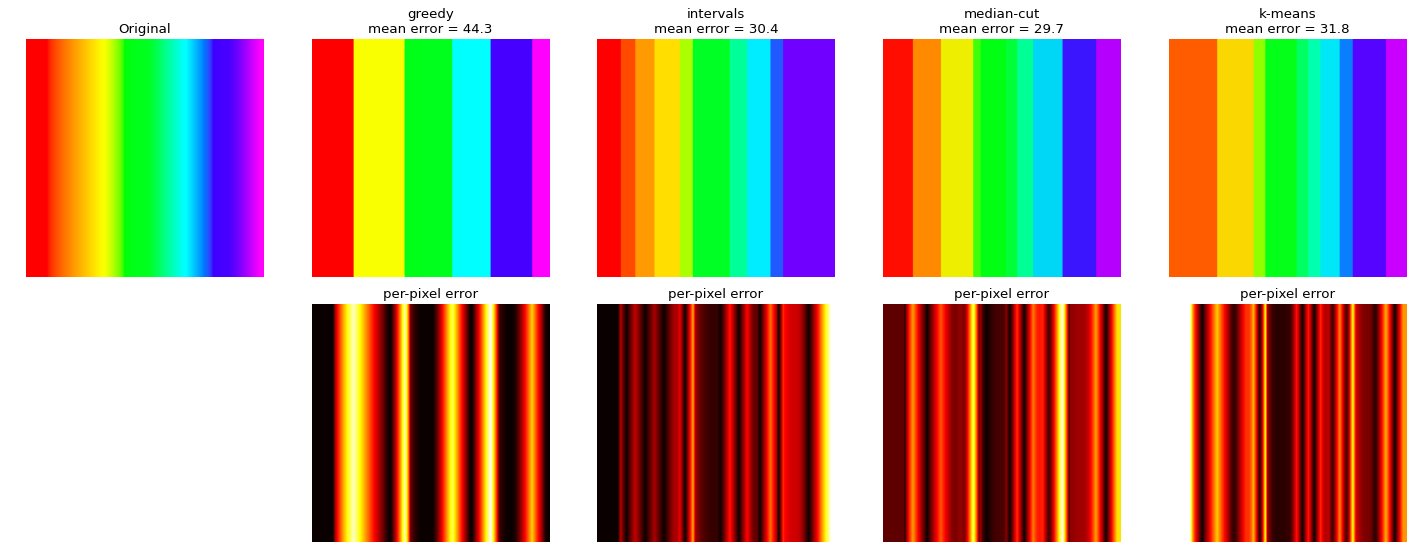 Original
greedy
mean error = 44.3
intervals
mean error = 30.4
median-cut
mean error = 29.7
k-means
mean error = 31.8
per-pixel error
per-pixel error
per-pixel error
per-pixel error